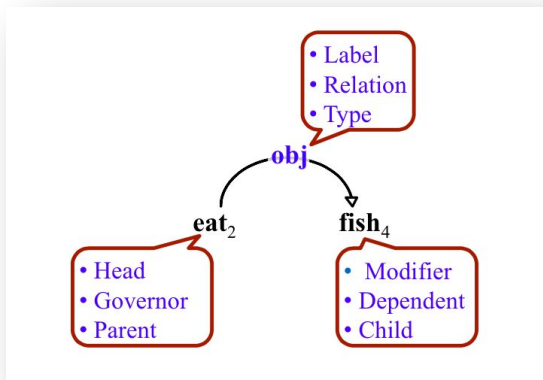 • Label
• Relation
• Type
obj
eat₂
fish₄
• Head
• Governor
• Parent
• Modifier
• Dependent
• Child